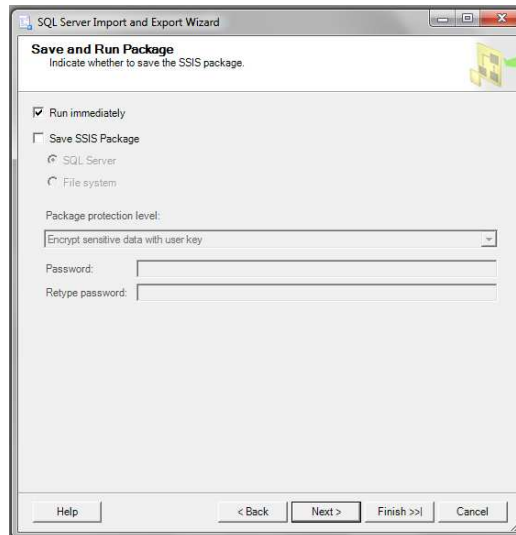 SQL Server Import and Export Wizard
Save and Run Package
Indicate whether to save the SSIS package.
Run immediately
Save SSIS Package
SQL Server
File system
Package protection level:
Encrypt sensitive data with user key
Password:
Retype password:
Help
< Back
Next >
Finish >>|
Cancel